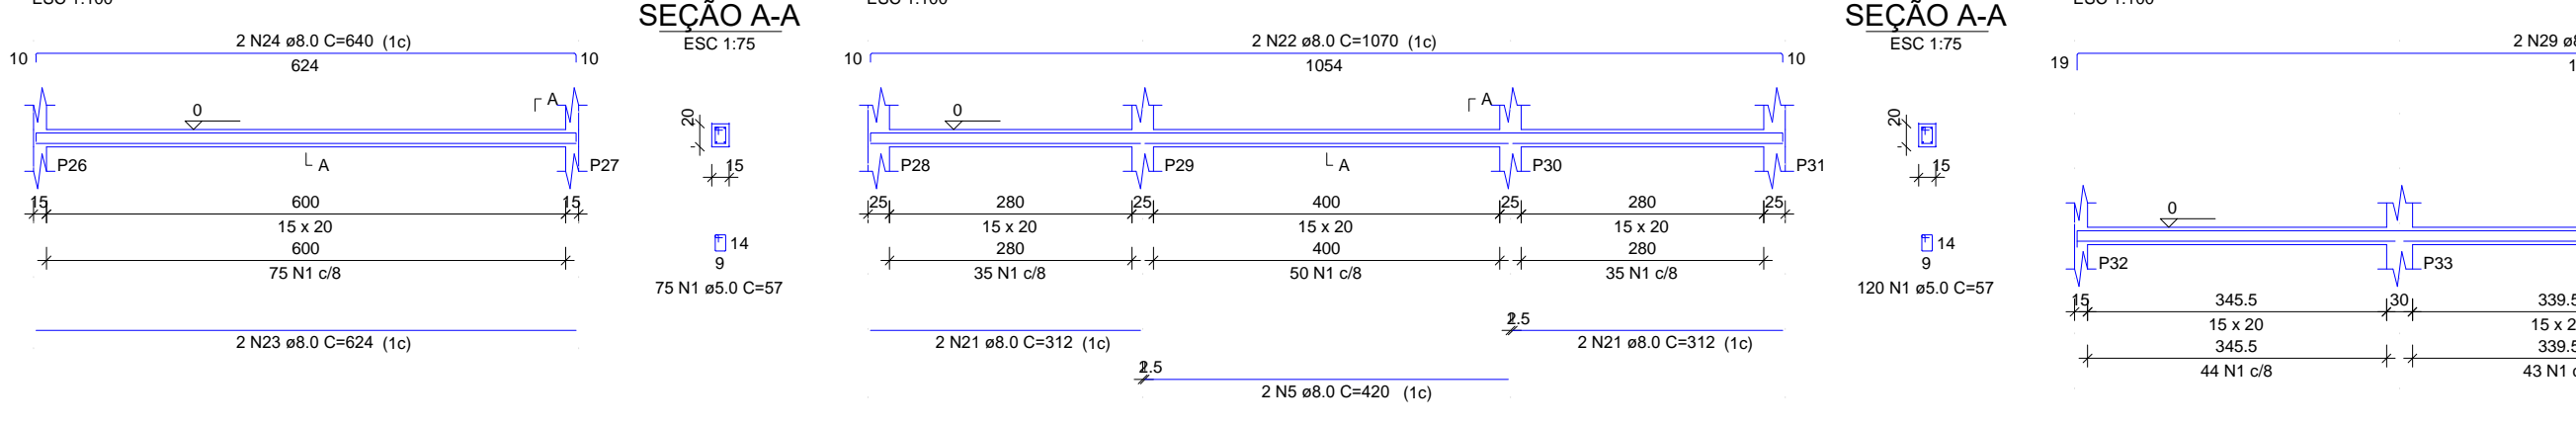 SEÇÃO A-A
ESC 1:75
2 N24 ø8.0 C=640 (1c)
10
10
624
0
A
A
P26
P27
15
600
15
15 x 20
600
75 N1 c/8
2 N23 ø8.0 C=624 (1c)
20
15
14
9
75 N1 ø5.0 C=57
2 N22 ø8.0 C=1070 (1c)
10
10
1054
0
A
A
P28
P29
P30
P31
25
280
25
400
25
280
25
15 x 20
15 x 20
15 x 20
280
400
280
35 N1 c/8
50 N1 c/8
35 N1 c/8
2 N21 ø8.0 C=312 (1c)
2 N21 ø8.0 C=312 (1c)
2 N5 ø8.0 C=420 (1c)
SEÇÃO A-A
ESC 1:75
20
15
14
9
120 N1 ø5.0 C=57
2 N29
19
0
P32
P33
15
345.5
30
339.5
15 x 20
345.5
339.5
44 N1 c/8
43 N1